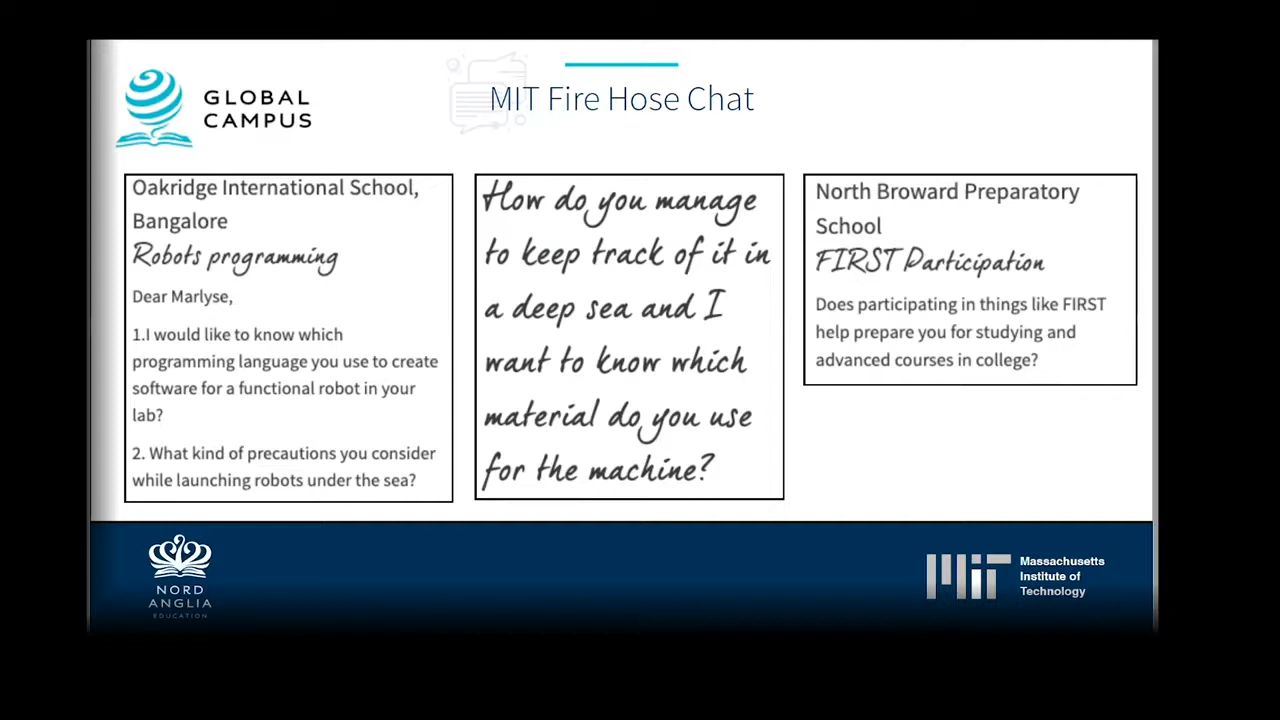 GLOBAL
CAMPUS
MIT Fire Hose Chat
Oakridge International School,
Bangalore
Robots programming
Dear Marlyse,
1.I would like to know which
programming language you use to create
software for a functional robot in your
lab?
2. What kind of precautions you consider
while launching robots under the sea?
How do you manage
to keep track of it in
a deep sea and I
want to know which
material do you use
for the machine?
North Broward Preparatory
School
FIRST Participation
Does participating in things like FIRST
help prepare you for studying and
advanced courses in college?
NORD
ANGLIA
EDUCATION
MIT
Massachusetts
Institute of
Technology